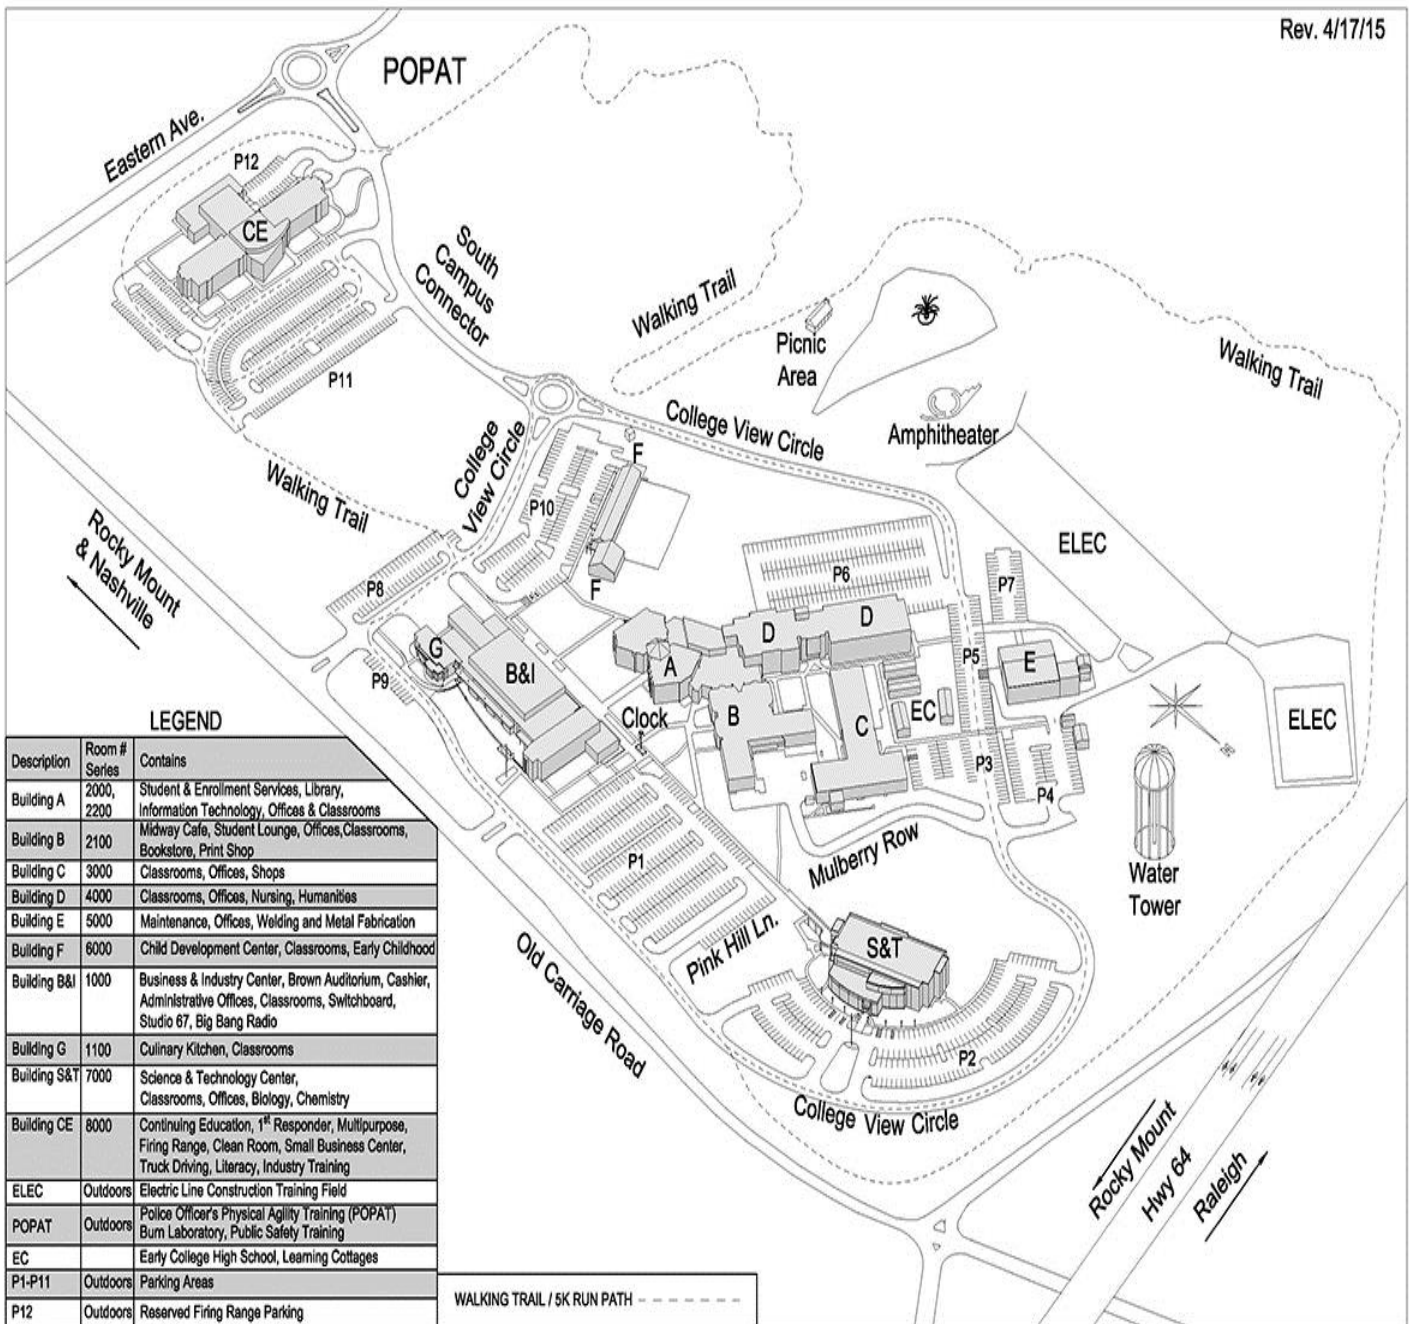 Rev. 4/17/15
POPAT
Eastern Ave.
P12
CE
South
Campus
Connector
Walking Trail
Picnic
Area
Walking Trail
P11
College View Circle
Amphitheater
College
View Circle
F
Walking Trail
P10
Rocky Mount
& Nashville
ELEC
P8
F
P6
P7
G
D
D
A
B&I
P5
E
P9
Clock
B
C
EC
ELEC
P3
P4
P1
Mulberry Row
Water
Tower
Pink Hill Ln.
S&T
Old Carriage Road
P2
College View Circle
Rocky Mount
Hwy 64
Raleigh
LEGEND
Description Room # Series Contains
Building A 2000, 2200 Student & Enrollment Services, Library,
Information Technology, Offices & Classrooms
Building B 2100 Midway Cafe, Student Lounge, Offices,Classrooms,
Bookstore, Print Shop
Building C 3000 Classrooms, Offices, Shops
Building D 4000 Classrooms, Offices, Nursing, Humanities
Building E 5000 Maintenance, Offices, Welding and Metal Fabrication
Building F 6000 Child Development Center, Classrooms, Early Childhood
Building B&I 1000 Business & Industry Center, Brown Auditorium, Cashier,
Administrative Offices, Classrooms, Switchboard,
Studio 67, Big Bang Radio
Building G 1100 Culinary Kitchen, Classrooms
Building S&T 7000 Science & Technology Center,
Classrooms, Offices, Biology, Chemistry
Building CE 8000 Continuing Education, 1st Responder, Multipurpose,
Firing Range, Clean Room, Small Business Center,
Truck Driving, Literacy, Industry Training
ELEC Outdoors Electric Line Construction Training Field
POPAT Outdoors Police Officer's Physical Agility Training (POPAT)
Burn Laboratory, Public Safety Training
EC Early College High School, Learning Cottages
P1-P11 Outdoors Parking Areas
P12 Outdoors Reserved Firing Range Parking
WALKING TRAIL / 5K RUN PATH